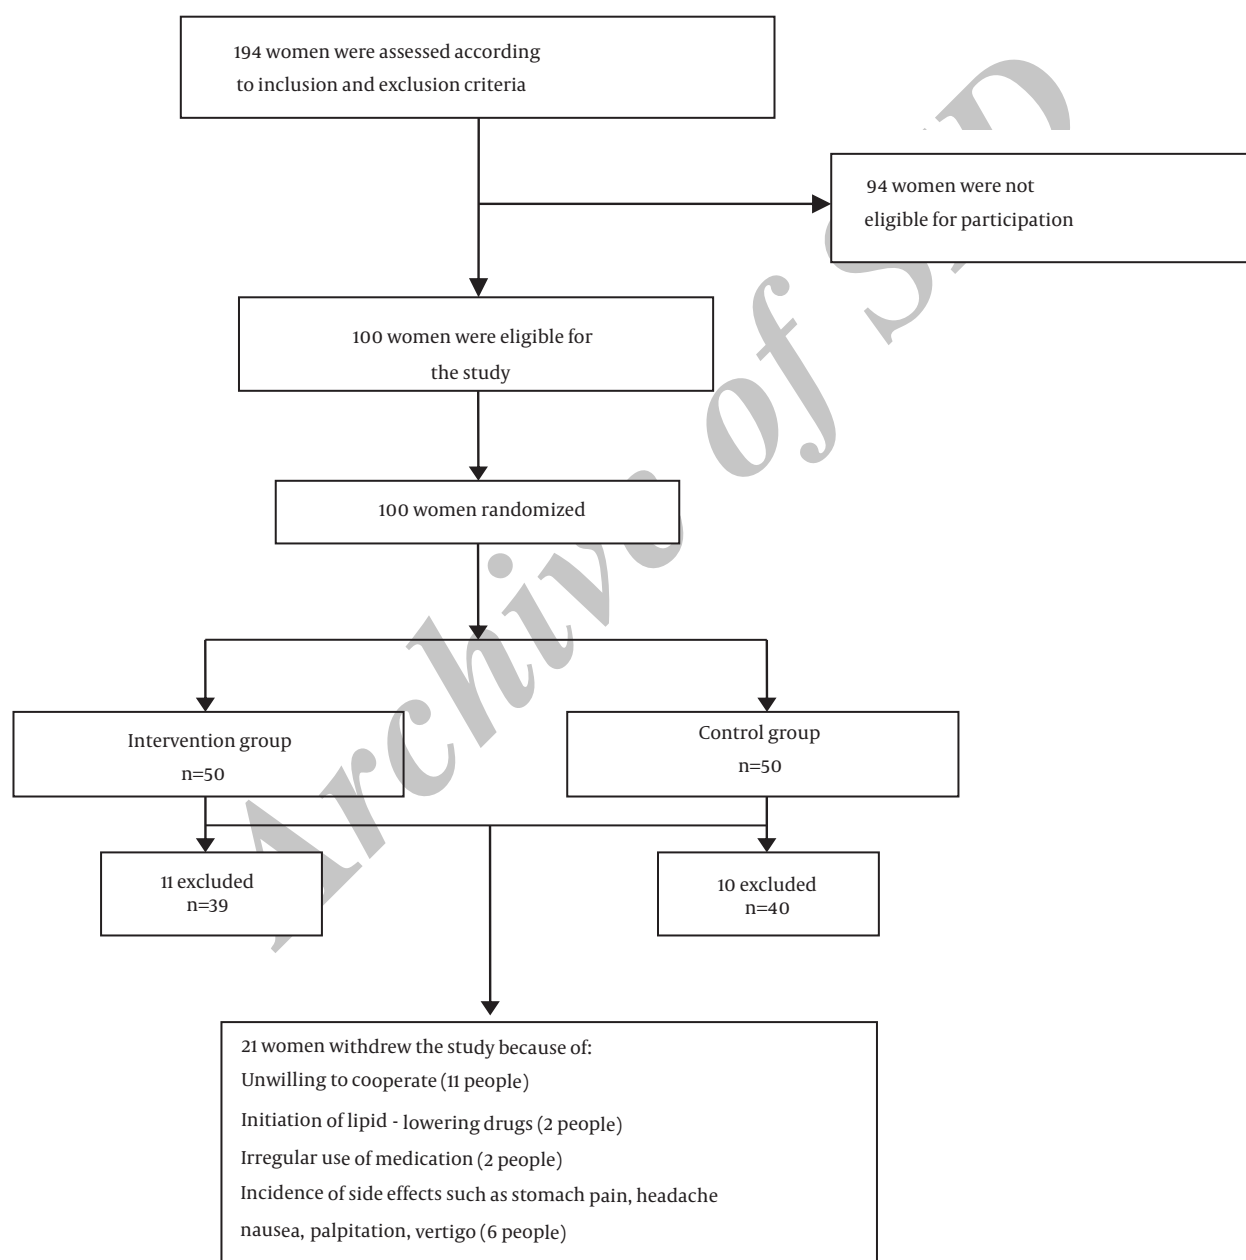 194 women were assessed according
to inclusion and exclusion criteria
94 women were not
eligible for participation
100 women were eligible for
the study
100 women randomized
Intervention group
n=50
Control group
n=50
11 excluded
n=39
10 excluded
n=40
21 women withdrew the study because of:
Unwilling to cooperate (11 people)
Initiation of lipid - lowering drugs (2 people)
Irregular use of medication (2 people)
Incidence of side effects such as stomach pain, headache
nausea, palpitation, vertigo (6 people)
Archive of SID